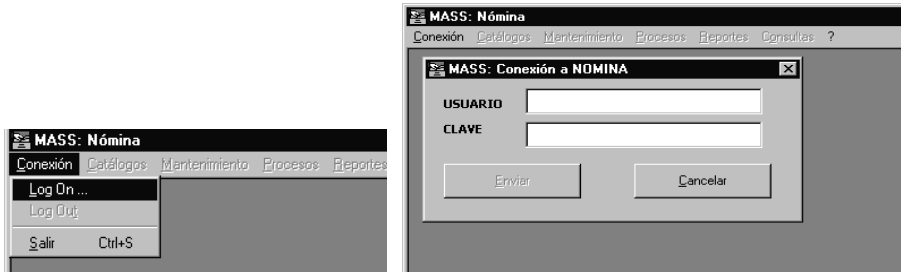 MASS: Nómina
Conexión Catálogos Mantenimiento Procesos Reportes
Log On ...
Log Out
Salir Ctrl+S
MASS: Nómina
Conexión Catálogos Mantenimiento Procesos Reportes Consultas ?
MASS: Conexión a NOMINA
USUARIO
CLAVE
Enviar Cancelar